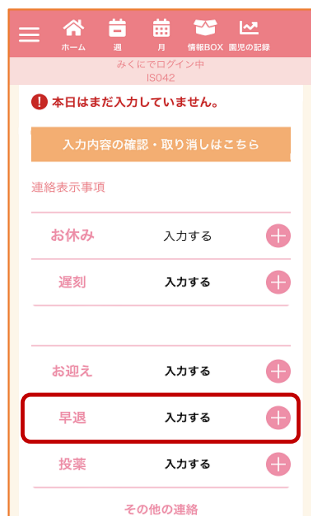 ホーム 週 月 情報BOX 園児の記録
みくにでログイン中
IS042
本日はまだ入力していません。
入力内容の確認・取り消しはこちら
連絡表示事項
お休み 入力する
遅刻 入力する
お迎え 入力する
早退 入力する
投薬 入力する
その他の連絡